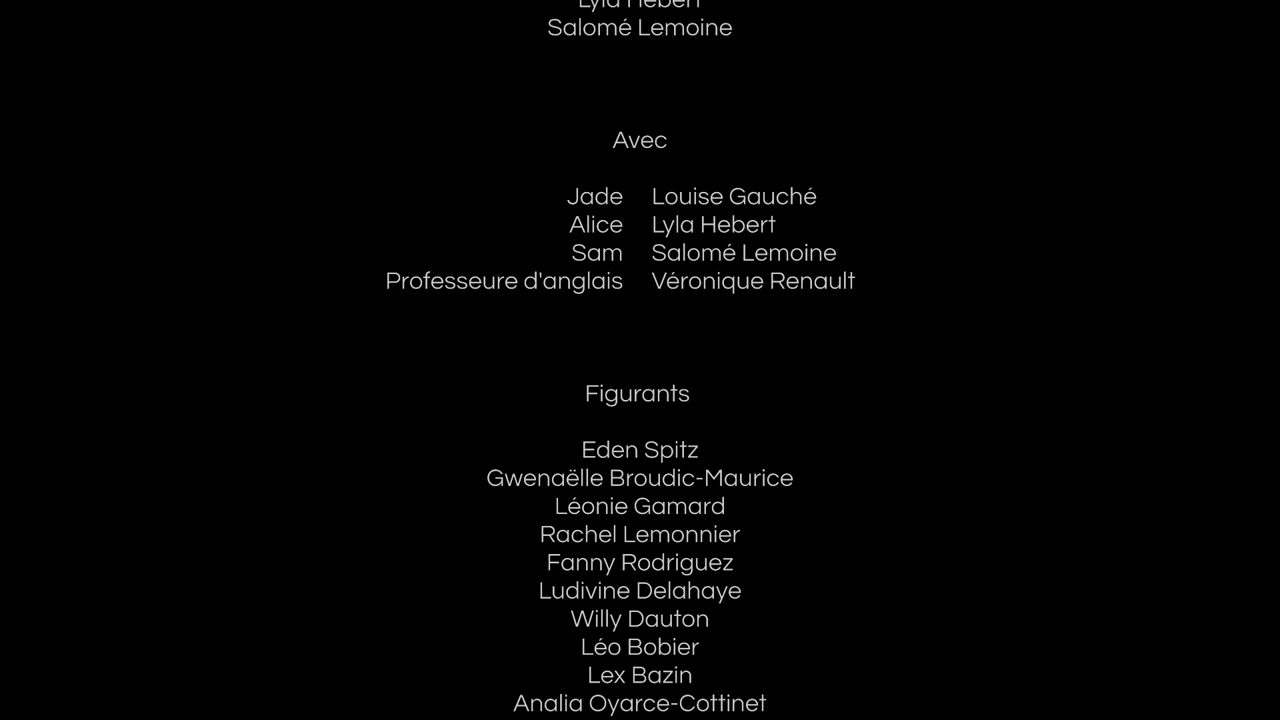 Lyla Hebert
Salomé Lemoine
Avec
Jade Louise Gauché
Alice Lyla Hebert
Sam Salomé Lemoine
Professeure d'anglais Véronique Renault
Figurants
Eden Spitz
Gwenaëlle Broudic-Maurice
Léonie Gamard
Rachel Lemonnier
Fanny Rodriguez
Ludivine Delahaye
Willy Dauton
Léo Bobier
Lex Bazin
Analia Oyarce-Cottinet